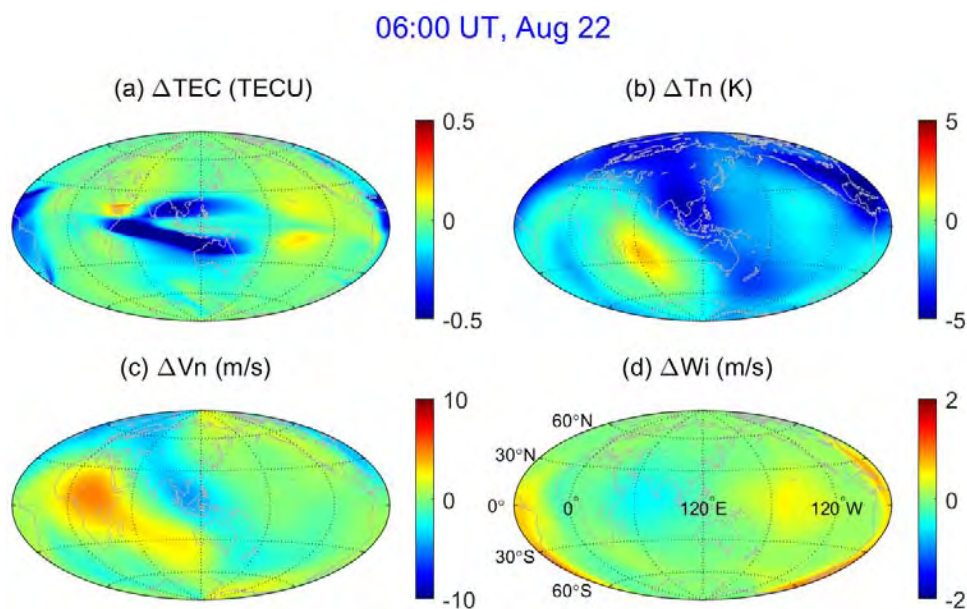 06:00 UT, Aug 22
(a) ΔTEC (TECU)
0.5
0
-0.5
(b) ΔTn (K)
5
0
-5
(c) ΔVn (m/s)
10
0
-10
(d) ΔWi (m/s)
60°N
30°N
0°
30°S
60°S
0°
120°E
120°W
2
0
-2